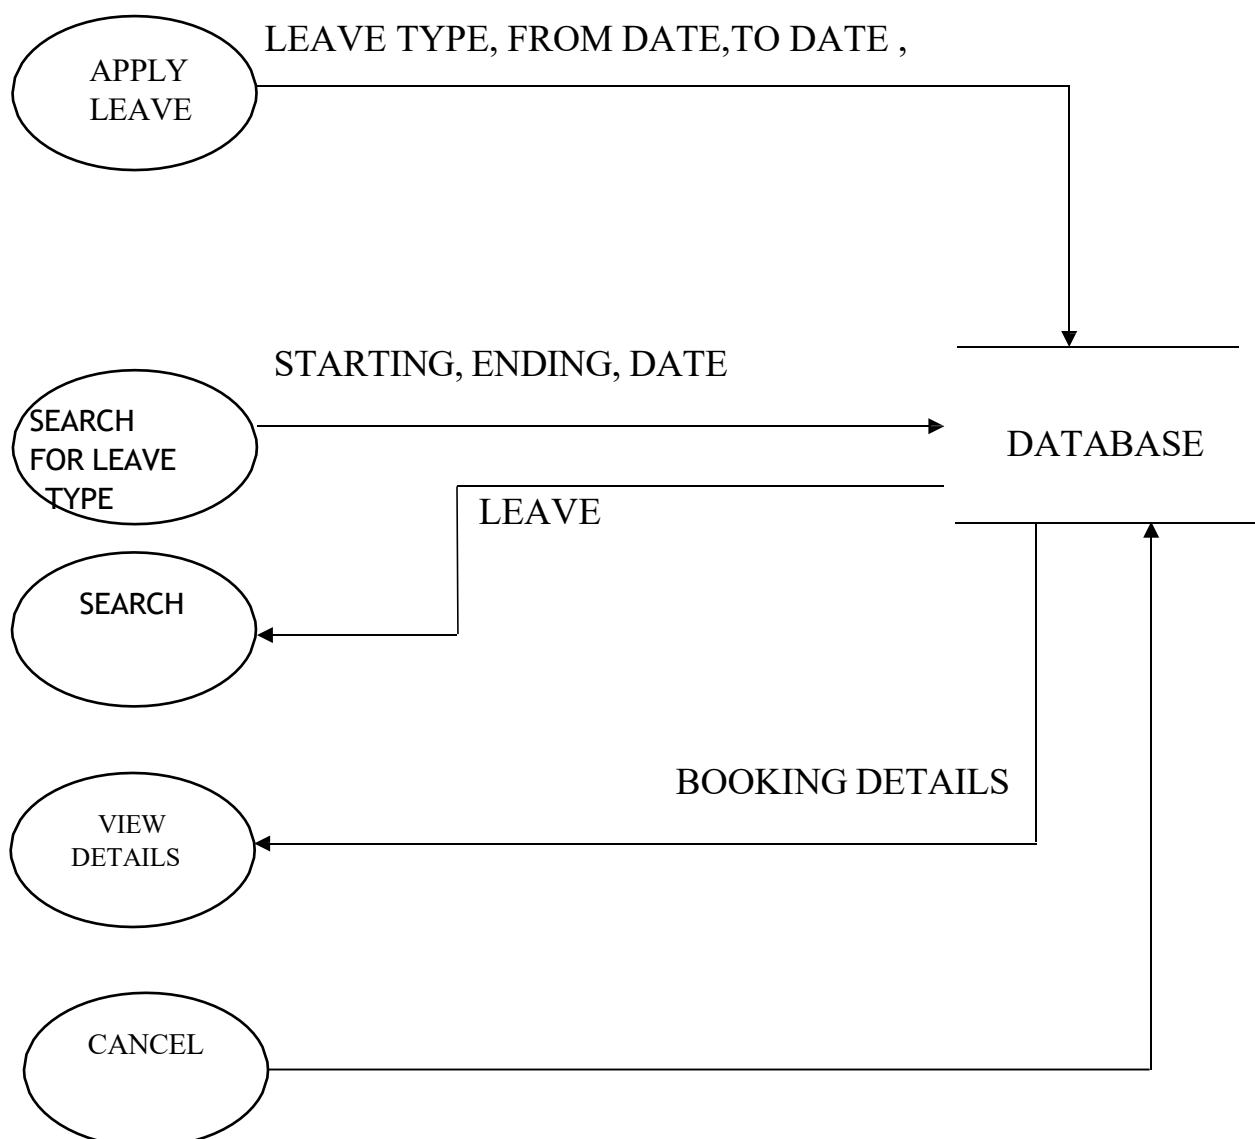 LEAVE TYPE, FROM DATE,TO DATE ,
APPLY
LEAVE
STARTING, ENDING, DATE
SEARCH
FOR LEAVE
TYPE
DATABASE
LEAVE
SEARCH
BOOKING DETAILS
VIEW
DETAILS
CANCEL